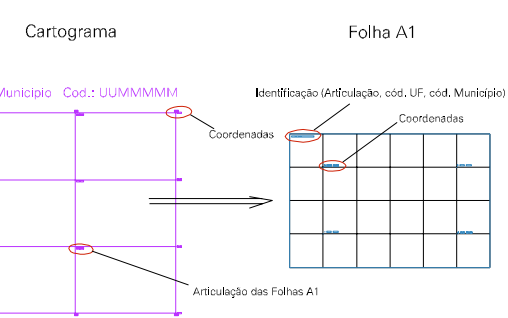 Cartograma
Folha A1
Município Cod.: UUMMMMM
Identificação (Articulação, cód. UF, cód. Município)
Coordenadas
Coordenadas
Articulação das Folhas A1